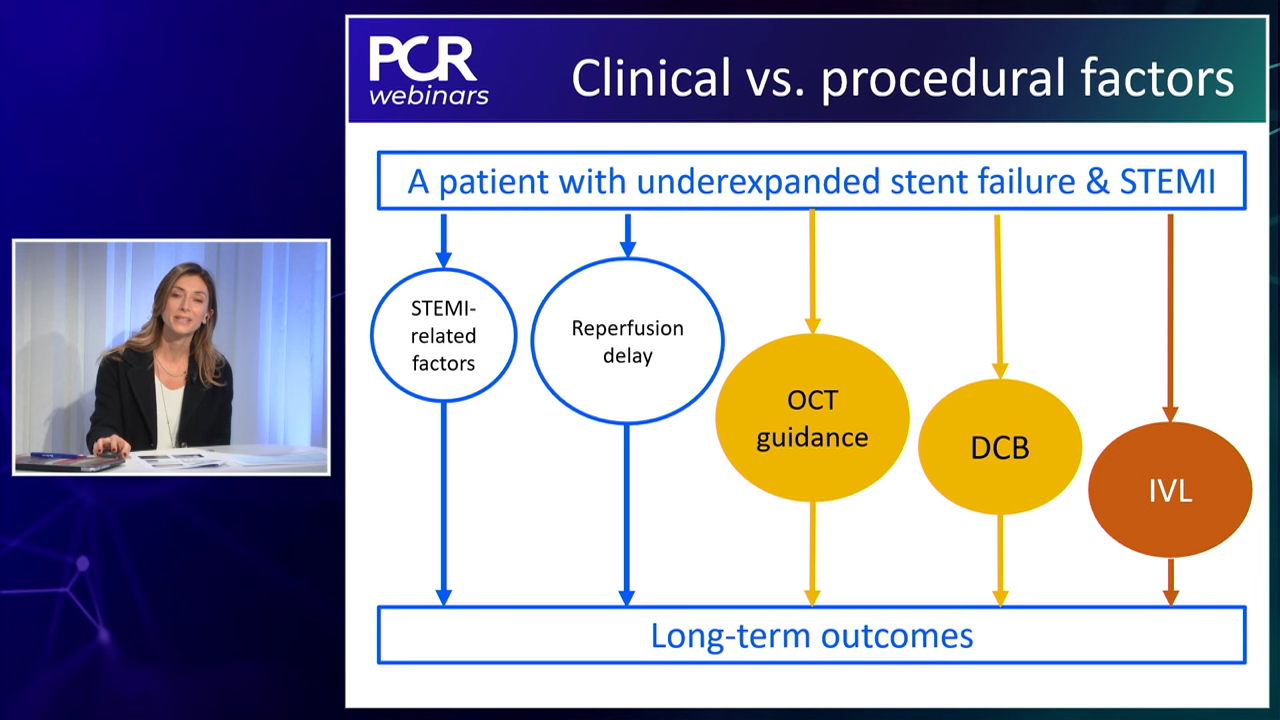 PCR
webinars
Clinical vs. procedural factors
A patient with underexpanded stent failure & STEMI
STEMI-
related
factors
Reperfusion
delay
OCT
guidance
DCB
IVL
Long-term outcomes